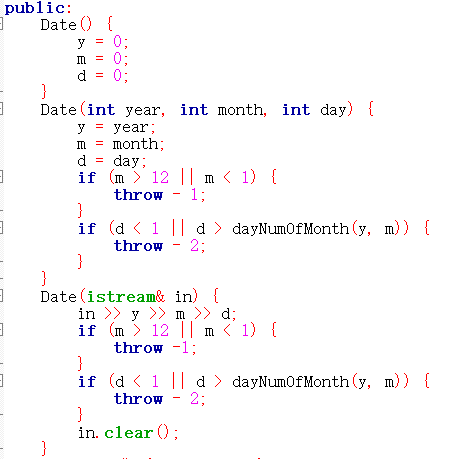 public:
    Date() {
        y = 0;
        m = 0;
        d = 0;
    }
    Date(int year, int month, int day) {
        y = year;
        m = month;
        d = day;
        if (m > 12 || m < 1) {
            throw - 1;
        }
        if (d < 1 || d > dayNumOfMonth(y, m)) {
            throw - 2;
        }
    }
    Date(istream& in) {
        in >> y >> m >> d;
        if (m > 12 || m < 1) {
            throw -1;
        }
        if (d < 1 || d > dayNumOfMonth(y, m)) {
            throw - 2;
        }
        in.clear();
    }